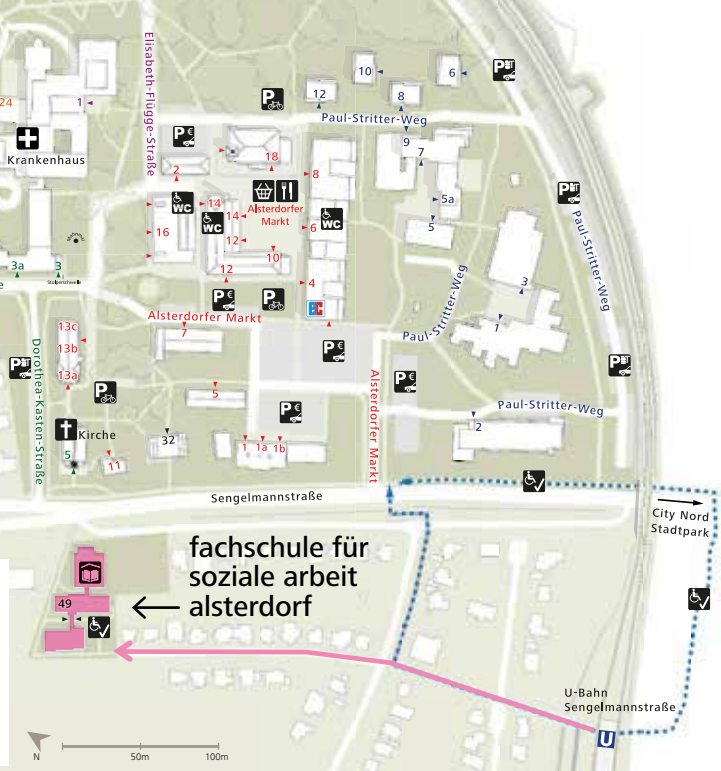 24
1
Krankenhaus
Elisabeth-Flügge-Straße
P
P €
2
18
12
10
8
6
P
Paul-Stritter-Weg
9
7
5a
5
WC
14
WC
14
16
12
12
10
Alsterdorfer
Markt
8
WC
6
4
P
Paul-Stritter-Weg
3
1
3a
3
Stolperschwelle
e
P €
P
Alsterdorfer Markt
7
Paul-Stritter-Weg
13c
13b
13a
P
Dorothea-Kasten-Straße
P
5
P €
P €
P €
Alsterdorfer Markt
P
Kirche
5
11
32
1
1a
1b
Paul-Stritter-Weg
2
Sengelmannstraße
City Nord
Stadtpark
fachschule für
soziale arbeit
alsterdorf
49
U-Bahn
Sengelmannstraße
U
N
50m
100m